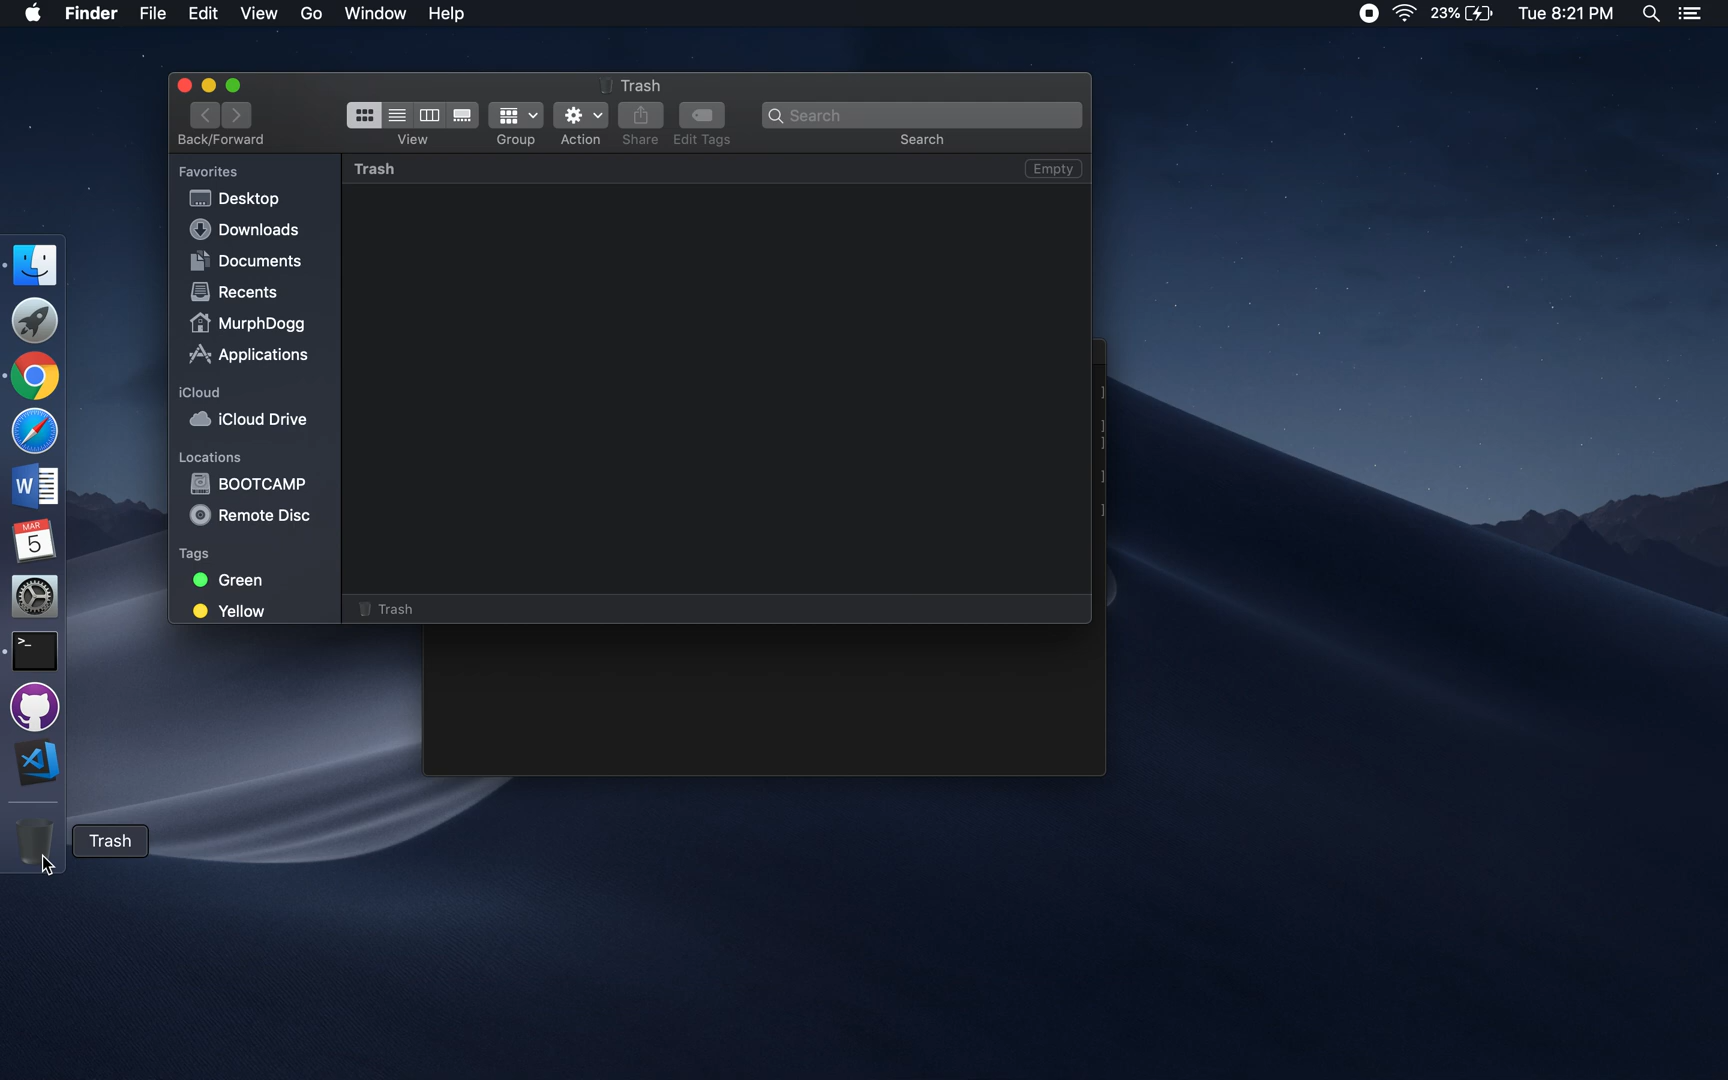 Finder File Edit View Go Window Help 23% Tue 8:21 PM
Trash
Search
Back/Forward View Group Action Share Edit Tags Search
Favorites
Trash Empty
Desktop
Downloads
Documents
Recents
MurphDogg
Applications
iCloud
iCloud Drive
Locations
BOOTCAMP
Remote Disc
Tags
Green
Yellow
Trash
]
]
]
]
]
W
MAR
5
>_
Trash